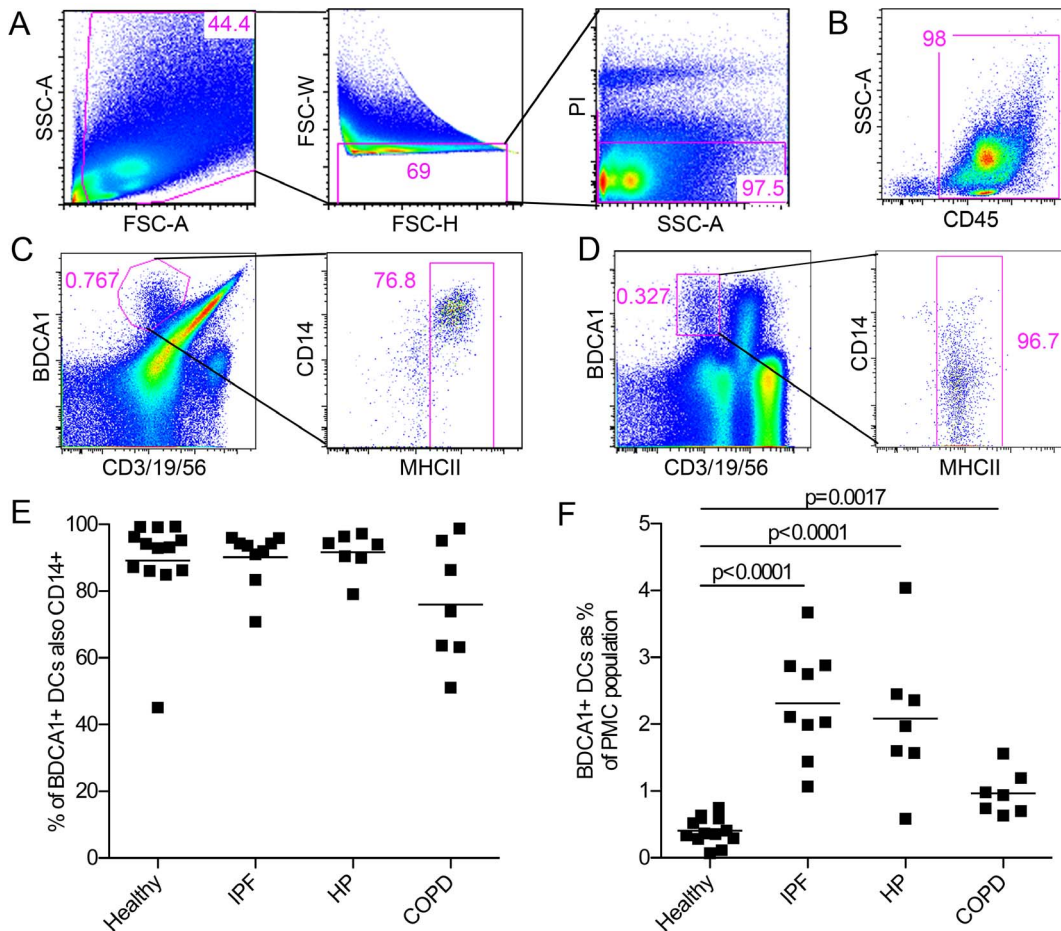 A
44.4
SSC-A
FSC-A
FSC-W
69
FSC-H
PI
97.5
SSC-A
B
98
SSC-A
CD45
C
0.767
BDCA1
CD3/19/56
76.8
CD14
MHCII
D
0.327
BDCA1
CD3/19/56
CD14
96.7
MHCII
E
% of BDCA1+ DCs also CD14+
100
80
60
40
20
0
Healthy
IPF
HP
COPD
F
p=0.0017
p<0.0001
p<0.0001
BDCA1+ DCs as %
of PMC population
5
4
3
2
1
0
Healthy
IPF
HP
COPD